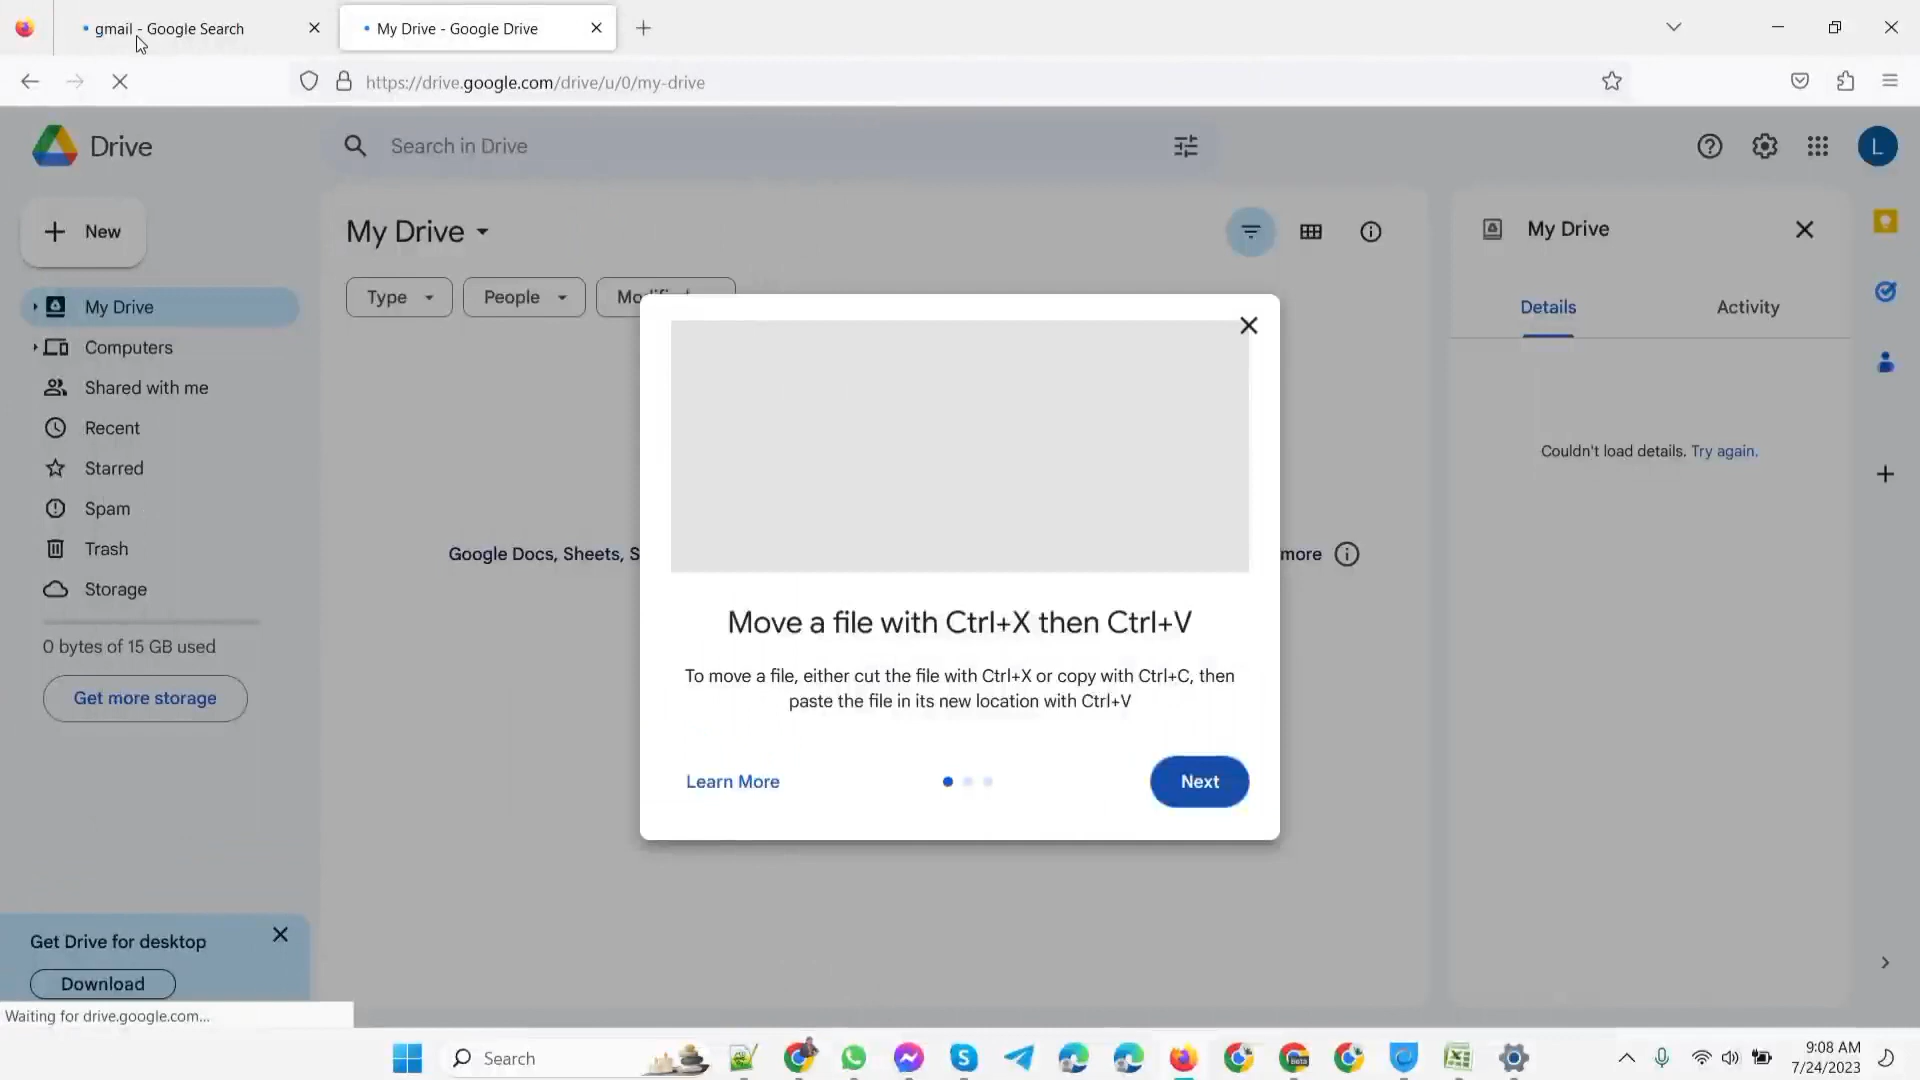 gmail - Google Search
My Drive - Google Drive
https://drive.google.com/drive/u/0/my-drive
Drive
Search in Drive
L
New
My Drive
My Drive
Details
Activity
Type
People
My Drive
Computers
Shared with me
Recent
Starred
Spam
Trash
Storage
0 bytes of 15 GB used
Get more storage
Couldn't load details. Try again.
Google Docs, Sheets, S
more
Move a file with Ctrl+X then Ctrl+V
To move a file, either cut the file with Ctrl+X or copy with Ctrl+C, then
paste the file in its new location with Ctrl+V
Learn More
Next
Get Drive for desktop
Download
Waiting for drive.google.com...
Search
Beta
9:08 AM
7/24/2023